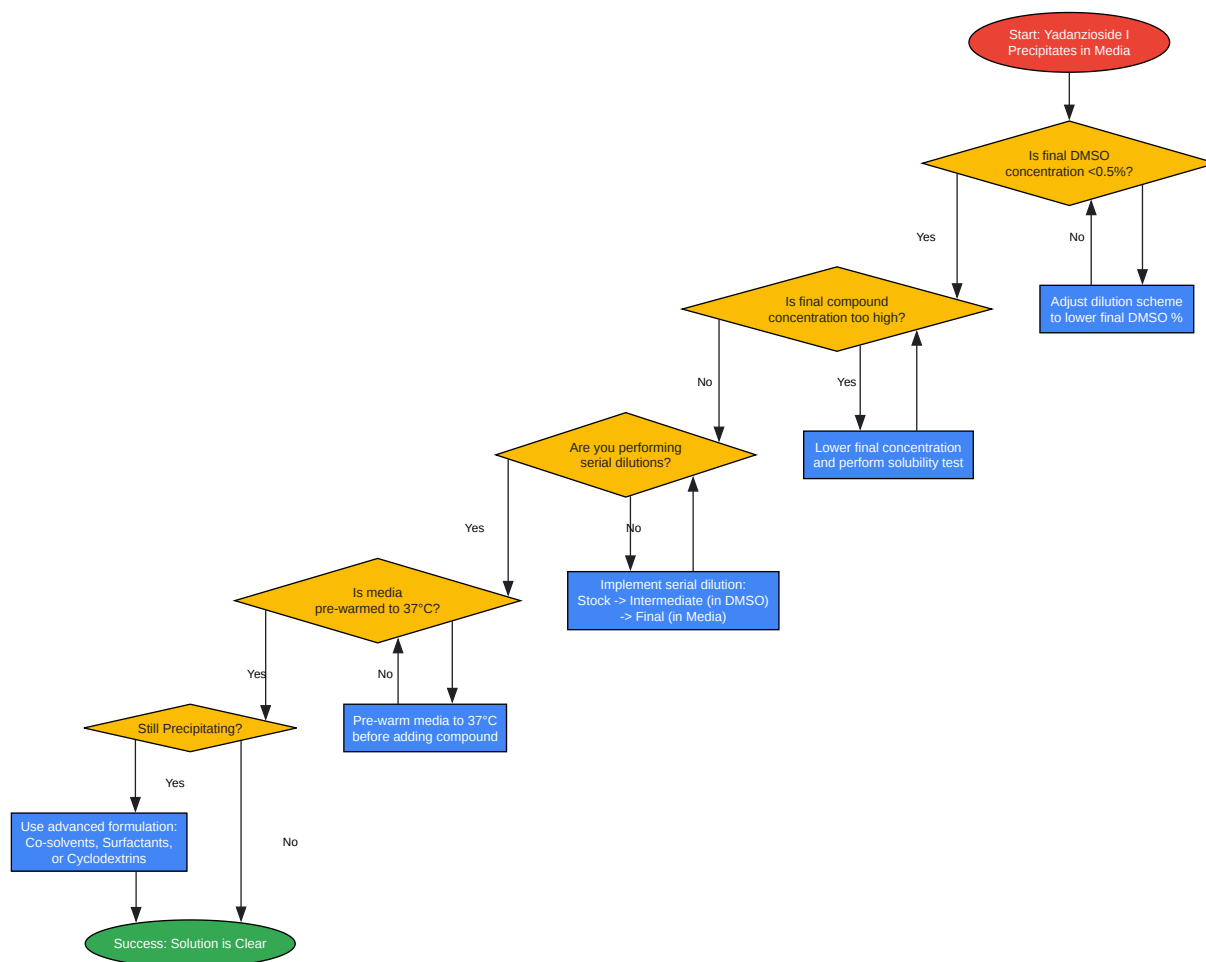 Start: Yadanzioside I
Precipitates in Media
Is final DMSO
concentration <0.5%?
Yes
No
Adjust dilution scheme
to lower final DMSO %
Is final compound
concentration too high?
No
Yes
Lower final concentration
and perform solubility test
Are you performing
serial dilutions?
Yes
No
Implement serial dilution:
Stock -> Intermediate (in DMSO)
-> Final (in Media)
Is media
pre-warmed to 37°C?
Yes
No
Pre-warm media to 37°C
before adding compound
Still Precipitating?
Yes
No
Use advanced formulation:
Co-solvents, Surfactants,
or Cyclodextrins
Success: Solution is Clear